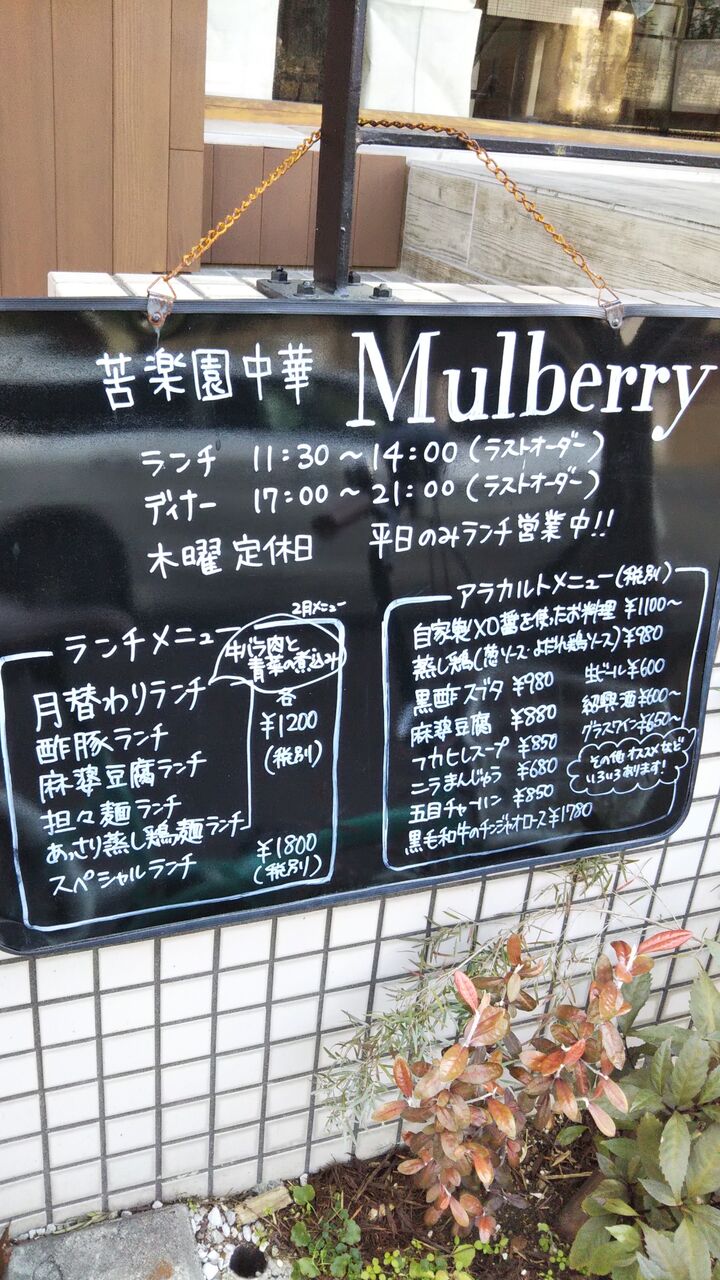 苦楽園中華 Mulberry
ランチ 11:30～14:00（ラストオーダー）
ディナー 17:00～21:00（ラストオーダー）
木曜定休日 平日のみランチ営業中!!
ランチメニュー
2月メニュー
牛バラ肉と
青菜の煮込み
月替わりランチ
酢豚ランチ
麻婆豆腐ランチ
担々麺ランチ
あっさり蒸し鶏麺ランチ
各
¥1200
(税別)
スペシャルランチ ¥1800
(税別)
アラカルトメニュー(税別)
自家製XO醤を使ったお料理 ¥1100～
蒸し鶏(葱ソース・よだれ鶏ソース) ¥980
黒酢スブタ ¥980
麻婆豆腐 ¥880
フカヒレスープ ¥850
ニラまんじゅう ¥680
五目チャーハン ¥850
黒毛和牛のチンジャオロース ¥1780
生ビール ¥600
紹興酒 ¥600～
グラスワイン ¥650～
その他オススメなど
いろいろあります!